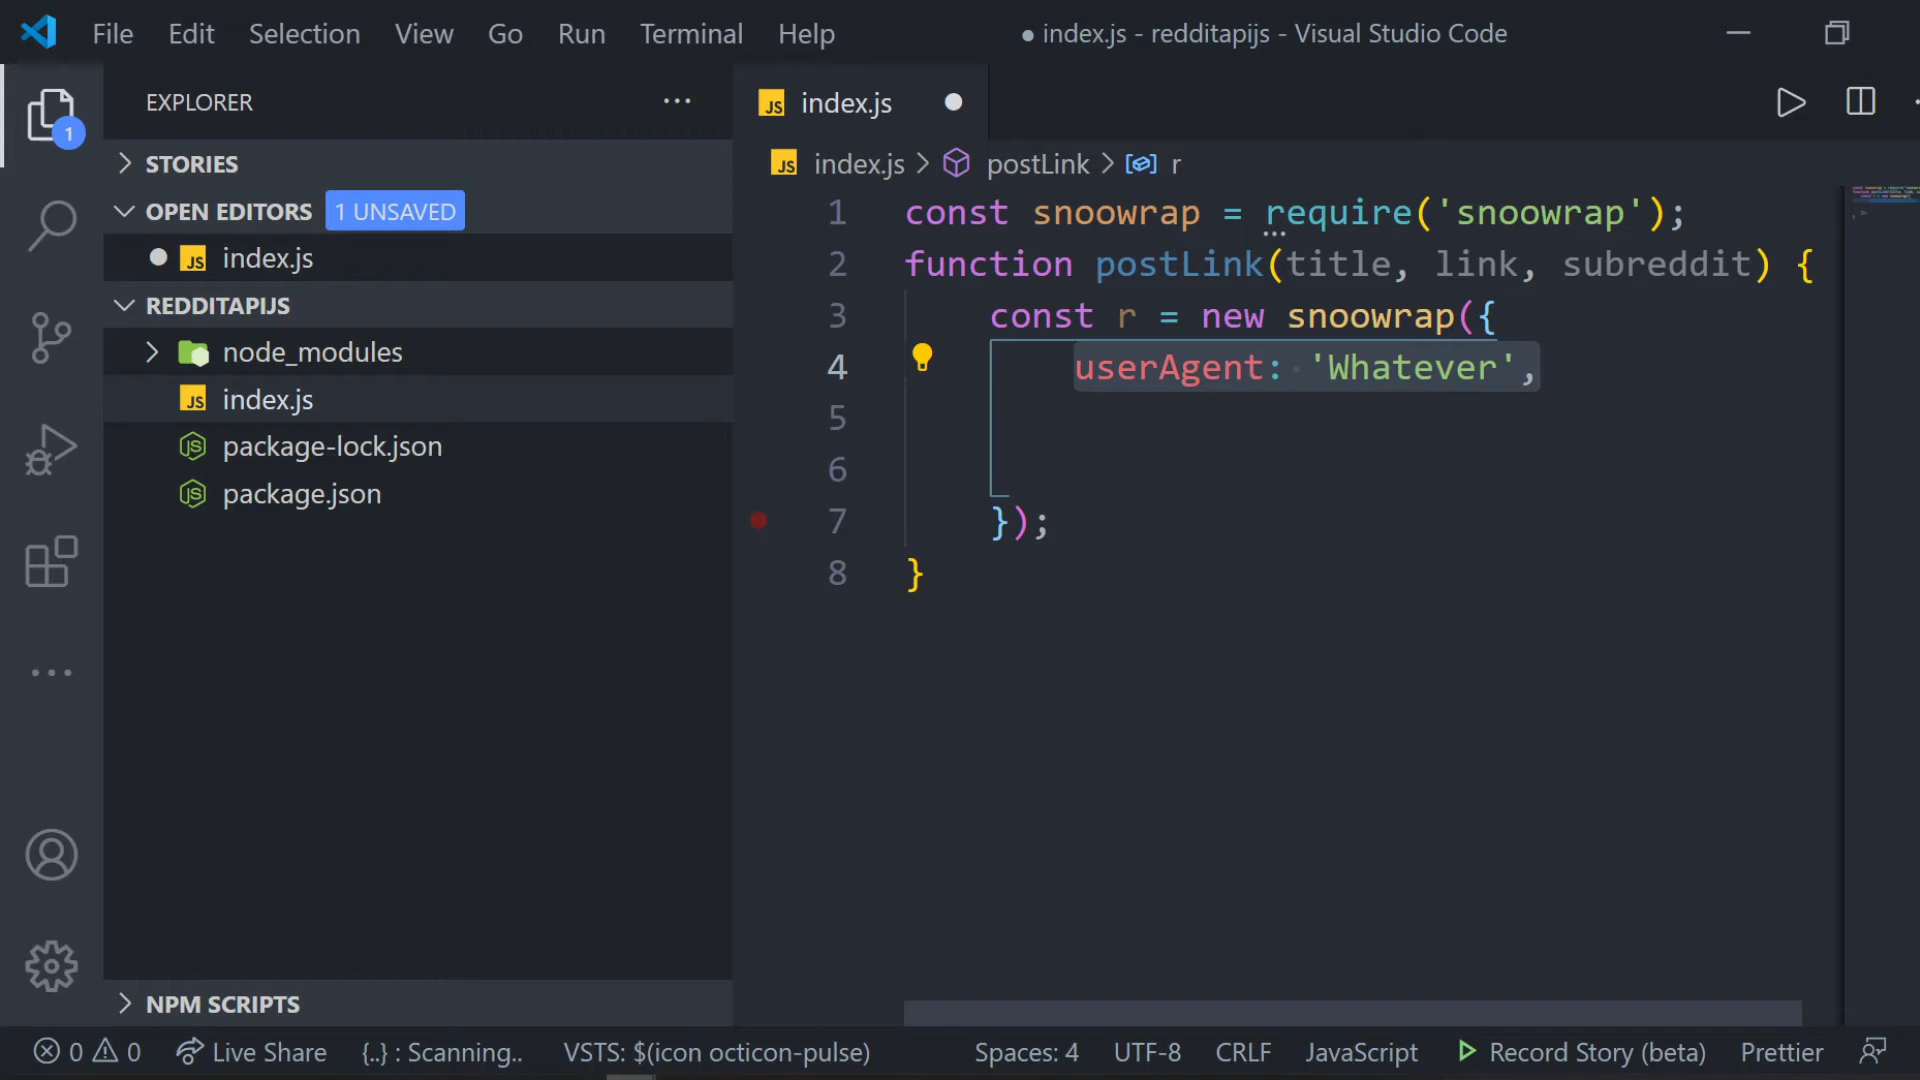 File Edit Selection View Go Run Terminal Help ● index.js - redditapijs - Visual Studio Code
EXPLORER
STORIES
OPEN EDITORS 1 UNSAVED
index.js
REDDITAPIJS
node_modules
index.js
package-lock.json
package.json
NPM SCRIPTS
1
JS index.js
JS index.js > postLink > r
1 const snoowrap = require('snoowrap');
2 function postLink(title, link, subreddit) {
3 const r = new snoowrap({
4 userAgent: 'Whatever',
5
6
7 });
8 }
0 0 Live Share {..} : Scanning.. VSTS: $(icon octicon-pulse) Spaces: 4 UTF-8 CRLF JavaScript Record Story (beta) Prettier